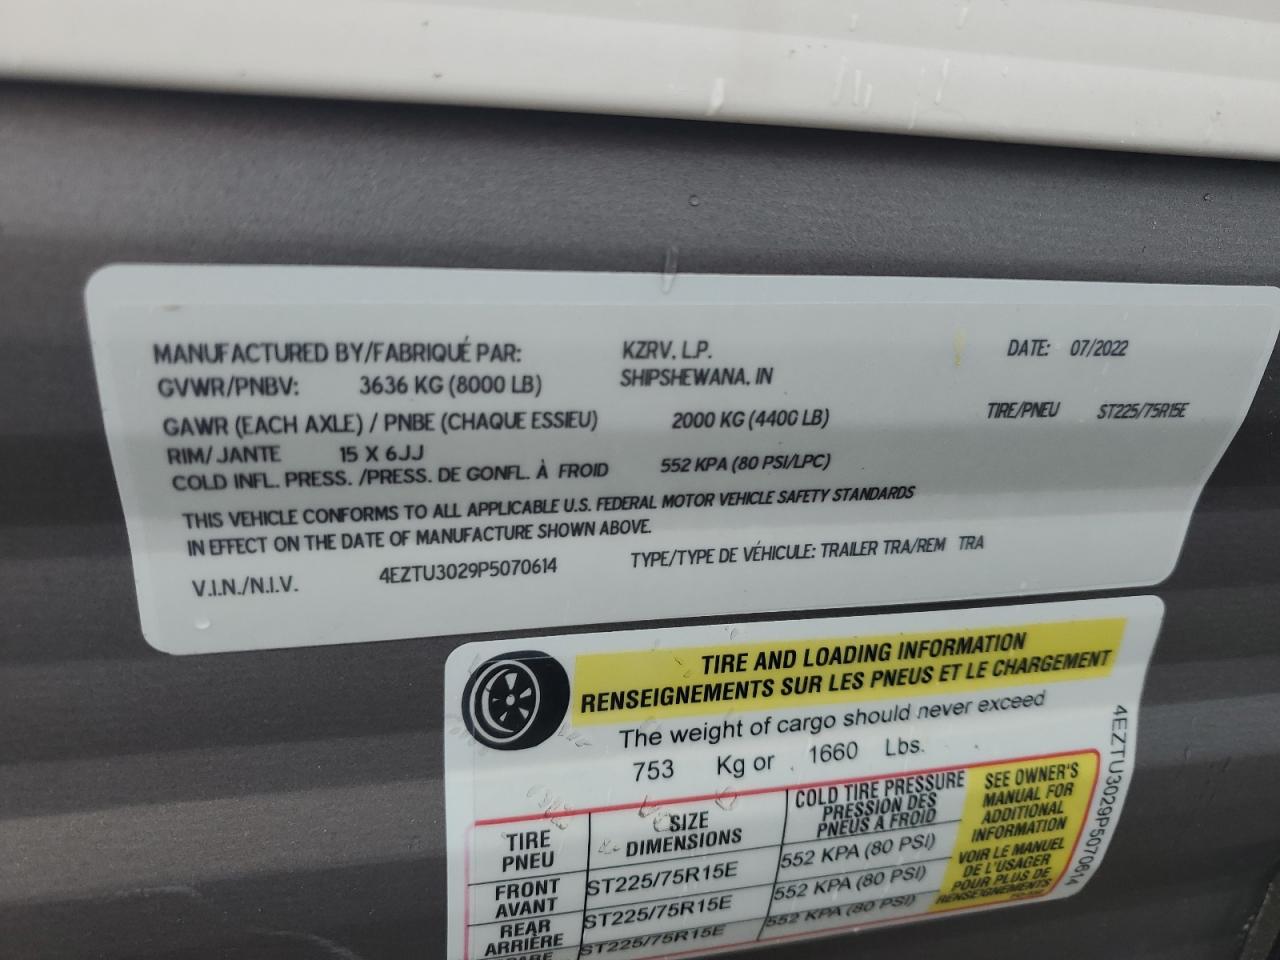 MANUFACTURED BY/FABRIQUÉ PAR: KZRV, L.P. DATE: 07/2022
GVWR/PNBV: 3636 KG (8000 LB) SHIPSHEWANA, IN
GAWR (EACH AXLE) / PNBE (CHAQUE ESSIEU) 2000 KG (4400 LB) TIRE/PNEU ST225/75R15E
RIM/JANTE 15 X 6JJ
COLD INFL. PRESS. /PRESS. DE GONFL. À FROID 552 KPA (80 PSI/LPC)
THIS VEHICLE CONFORMS TO ALL APPLICABLE U.S. FEDERAL MOTOR VEHICLE SAFETY STANDARDS
IN EFFECT ON THE DATE OF MANUFACTURE SHOWN ABOVE.
V.I.N./N.I.V. 4EZTU3029P5070614 TYPE/TYPE DE VÉHICULE: TRAILER TRA/REM TRA
TIRE AND LOADING INFORMATION
RENSEIGNEMENTS SUR LES PNEUS ET LE CHARGEMENT
The weight of cargo should never exceed
753 Kg or 1660 Lbs.
TIRE
PNEU
SIZE
DIMENSIONS
COLD TIRE PRESSURE
PRESSION DES
PNEUS A FROID
FRONT
AVANT
ST225/75R15E
552 KPA (80 PSI)
REAR
ARRIÈRE
ST225/75R15E
552 KPA (80 PSI)
ST225/75R15E
552 KPA (80 PSI)
SEE OWNER'S
MANUAL FOR
ADDITIONAL
INFORMATION
VOIR LE MANUEL
DE L'USAGER
POUR PLUS DE
RENSEIGNEMENTS
4EZTU3029P5070614